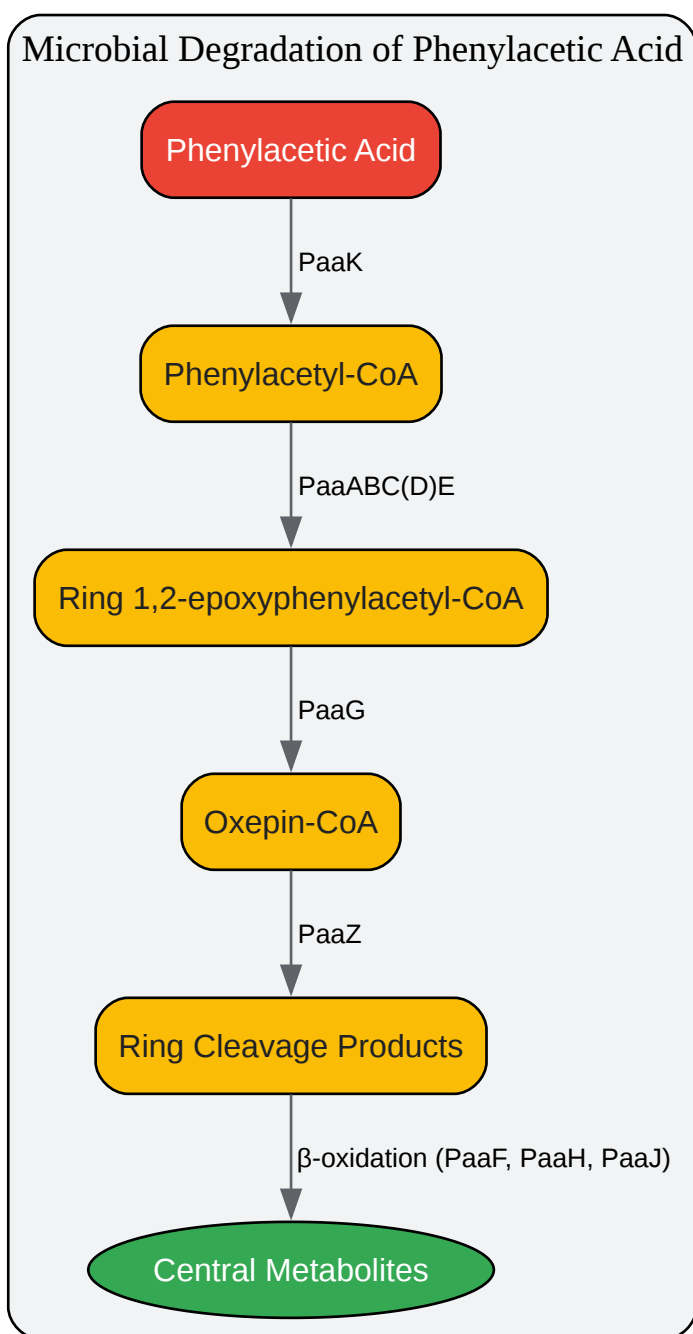 Microbial Degradation of Phenylacetic Acid
Phenylacetic Acid
PaaK
Phenylacetyl-CoA
PaaABC(D)E
Ring 1,2-epoxyphenylacetyl-CoA
PaaG
Oxepin-CoA
PaaZ
Ring Cleavage Products
β-oxidation (PaaF, PaaH, PaaJ)
Central Metabolites